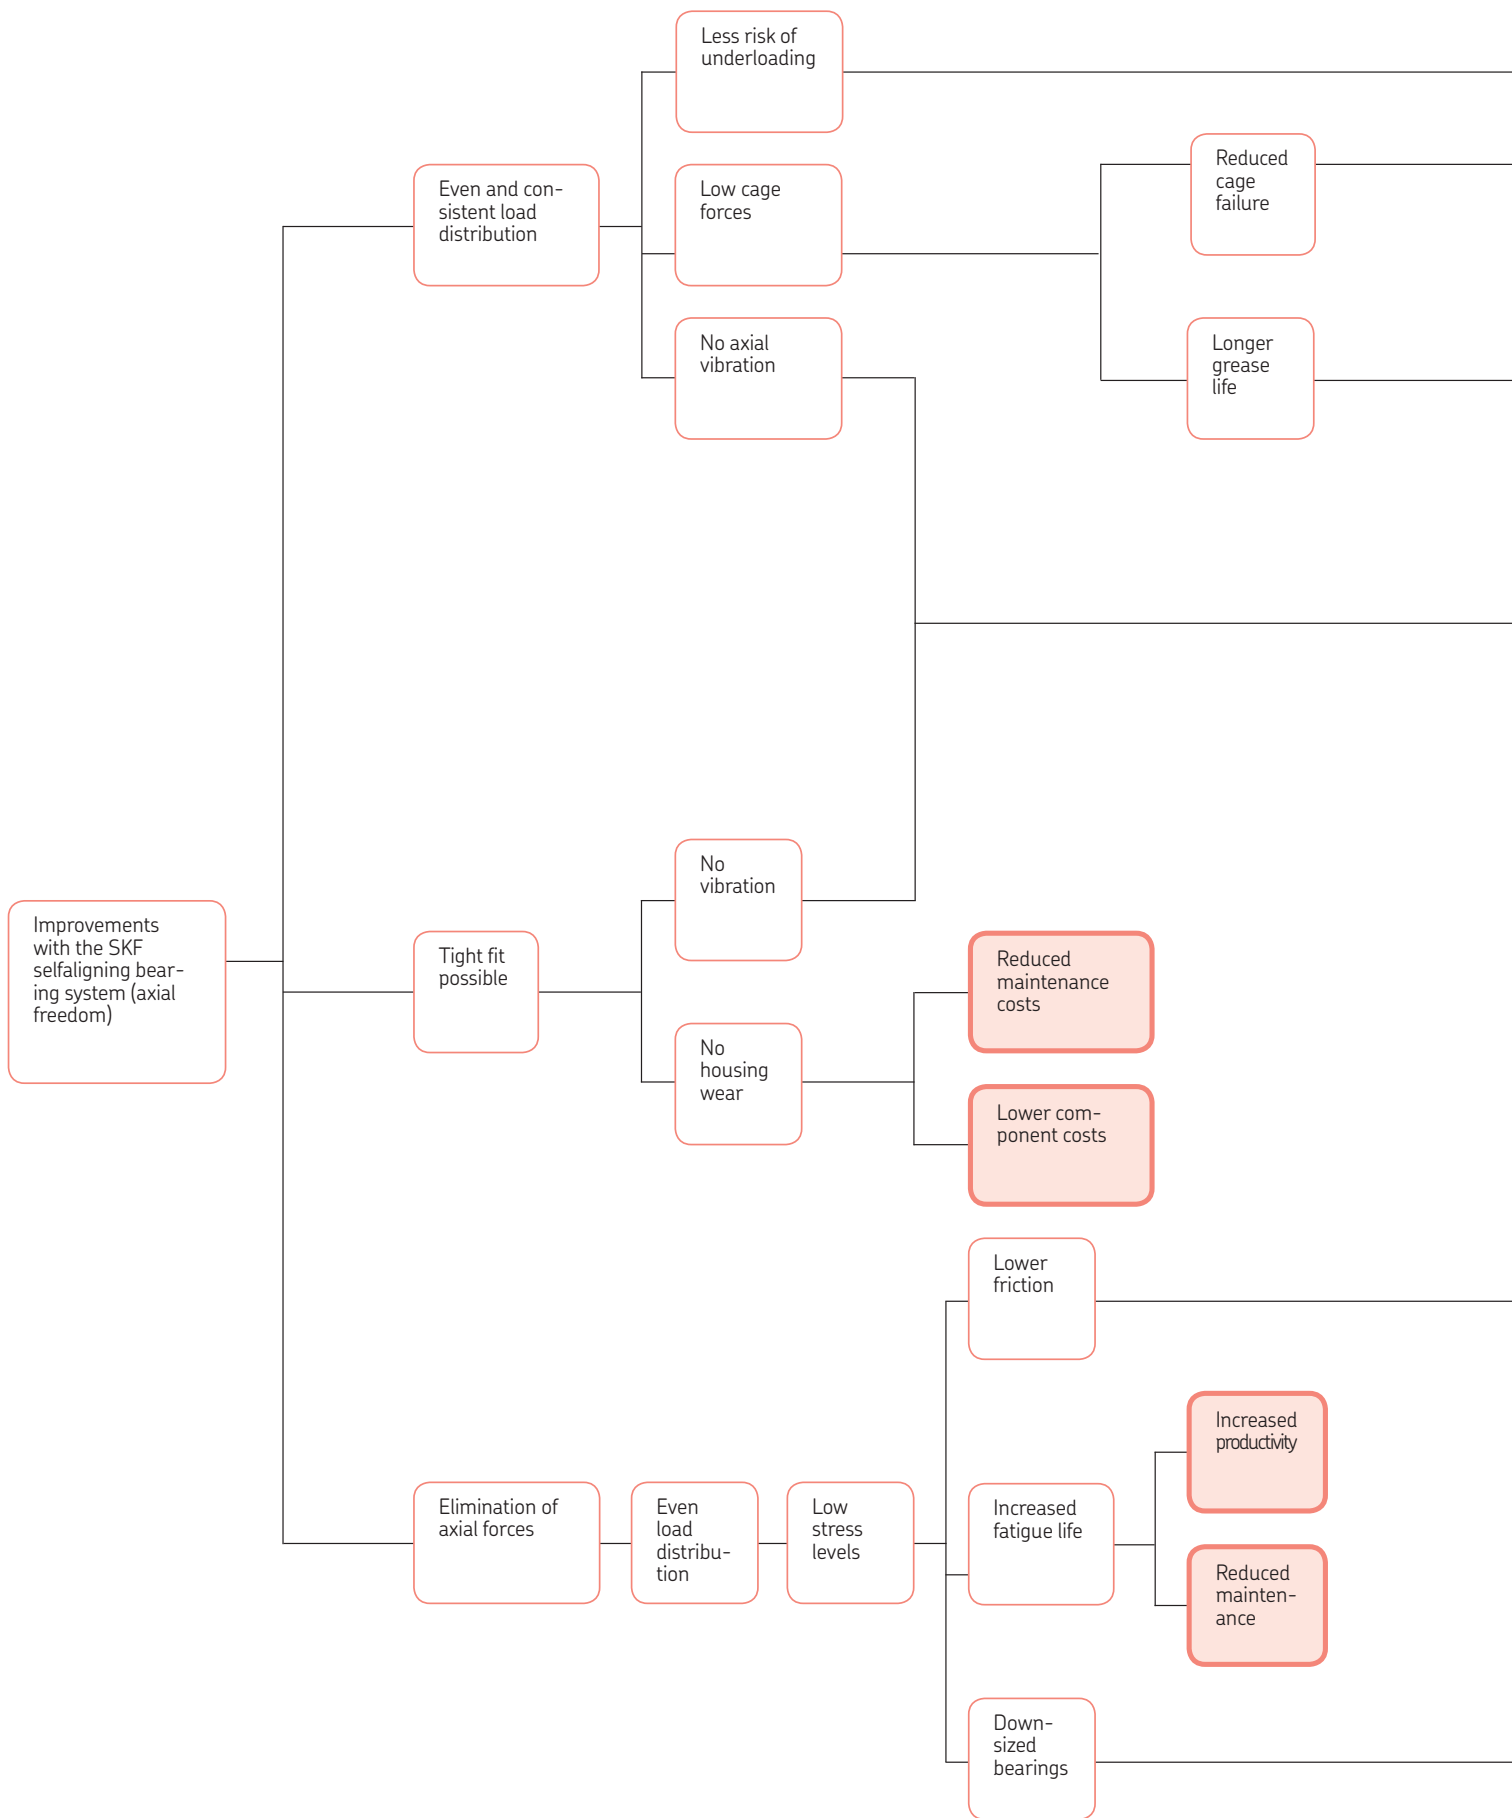 Less risk of
underloading
Reduced
cage
failure
Even and con-
sistent load
distribution
Low cage
forces
No axial
vibration
Longer
grease
life
No
vibration
Improvements
with the SKF
selfaligning bear-
ing system (axial
freedom)
Tight fit
possible
Reduced
maintenance
costs
No
housing
wear
Lower com-
ponent costs
Lower
friction
Increased
productivity
Elimination of
axial forces
Even
load
distribu-
tion
Low
stress
levels
Increased
fatigue life
Reduced
mainten-
ance
Down-
sized
bearings